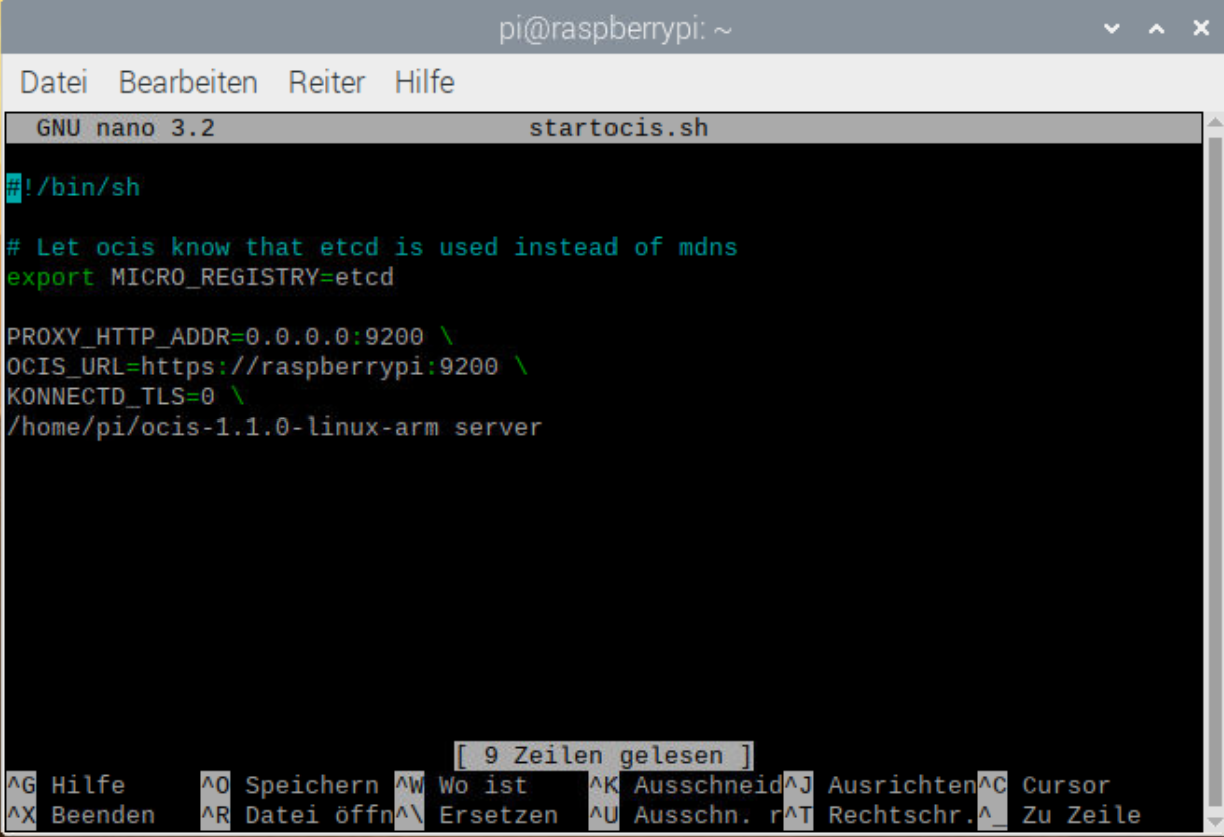 pi@raspberrypi: ~
Datei Bearbeiten Reiter Hilfe
GNU nano 3.2 startocis.sh
#!/bin/sh
# Let ocis know that etcd is used instead of mdns
export MICRO_REGISTRY=etcd
PROXY_HTTP_ADDR=0.0.0.0:9200 \
OCIS_URL=https://raspberrypi:9200 \
KONNECTD_TLS=0 \
/home/pi/ocis-1.1.0-linux-arm server
[ 9 Zeilen gelesen ]
^G Hilfe ^O Speichern ^W Wo ist ^K Ausschneid^J Ausrichten^C Cursor
^X Beenden ^R Datei öffn^\ Ersetzen ^U Ausschn. r^T Rechtschr.^_ Zu Zeile